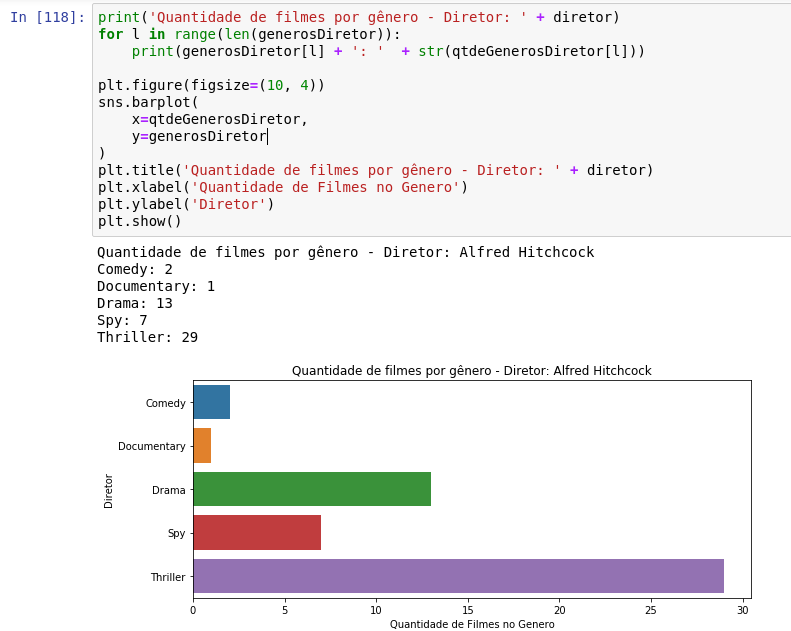 In [118]: print('Quantidade de filmes por gênero - Diretor: ' + diretor)
for l in range(len(generosDiretor)):
    print(generosDiretor[l] + ': '  + str(qtdeGenerosDiretor[l]))
plt.figure(figsize=(10, 4))
sns.barplot(
    x=qtdeGenerosDiretor,
    y=generosDiretor
)
plt.title('Quantidade de filmes por gênero - Diretor: ' + diretor)
plt.xlabel('Quantidade de Filmes no Genero')
plt.ylabel('Diretor')
plt.show()
Quantidade de filmes por gênero - Diretor: Alfred Hitchcock
Comedy: 2
Documentary: 1
Drama: 13
Spy: 7
Thriller: 29
Quantidade de filmes por gênero - Diretor: Alfred Hitchcock
Comedy
Documentary
Drama
Spy
Thriller
Diretor
0 5 10 15 20 25 30
Quantidade de Filmes no Genero